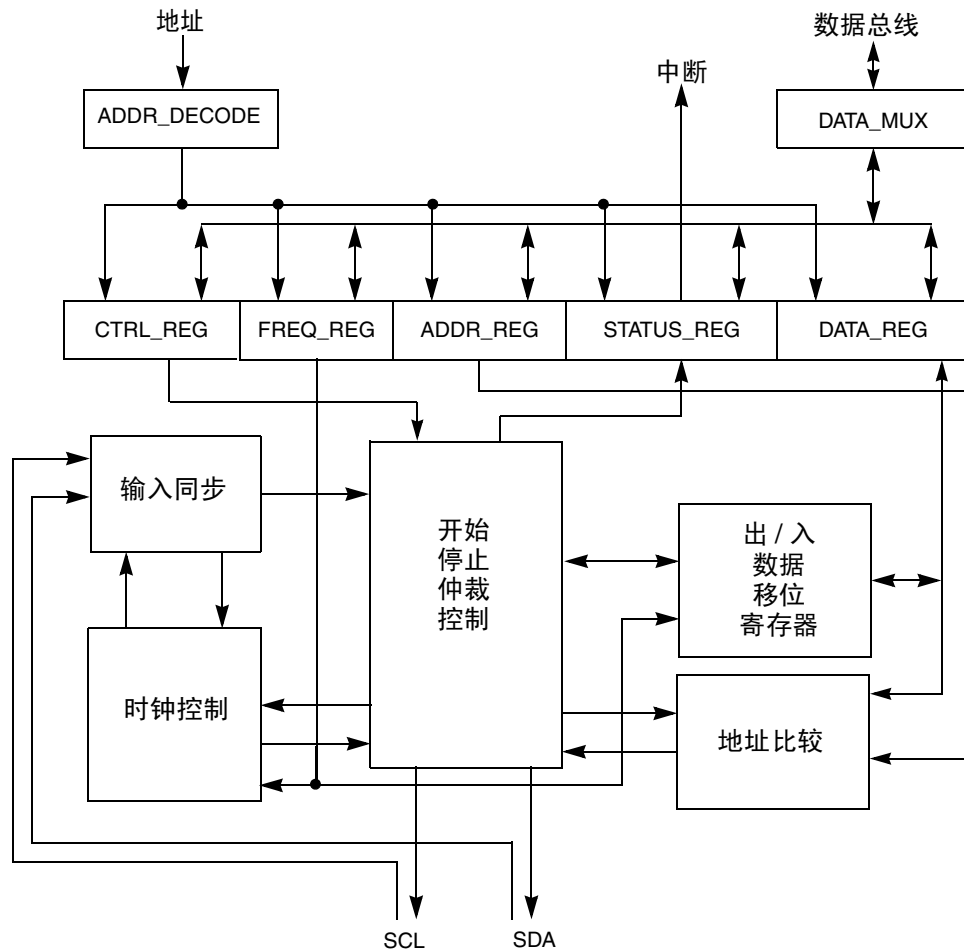 地址
数据总线
中断
ADDR_DECODE
DATA_MUX
CTRL_REG
FREQ_REG
ADDR_REG
STATUS_REG
DATA_REG
输入同步
开始
停止
仲裁
控制
出 / 入
数据
移位
寄存器
时钟控制
地址比较
SCL
SDA